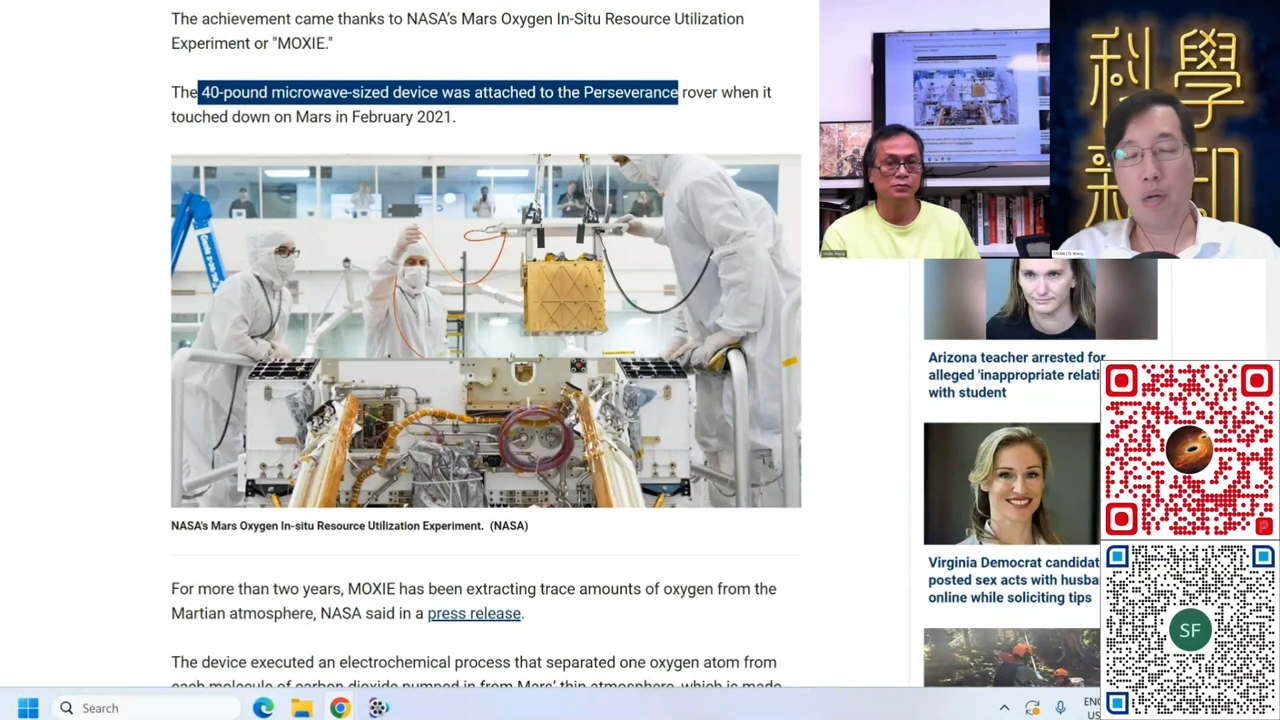 The achievement came thanks to NASA's Mars Oxygen In-Situ Resource Utilization
Experiment or "MOXIE."
The 40-pound microwave-sized device was attached to the Perseverance rover when it
touched down on Mars in February 2021.
NASA's Mars Oxygen In-situ Resource Utilization Experiment. (NASA)
For more than two years, MOXIE has been extracting trace amounts of oxygen from the
Martian atmosphere, NASA said in a press release.
The device executed an electrochemical process that separated one oxygen atom from
科學
新
Arizona teacher arrested for
alleged 'inappropriate relati
with student
Virginia Democrat candidat
posted sex acts with husba
online while soliciting tips
SF
Search
ENG
US